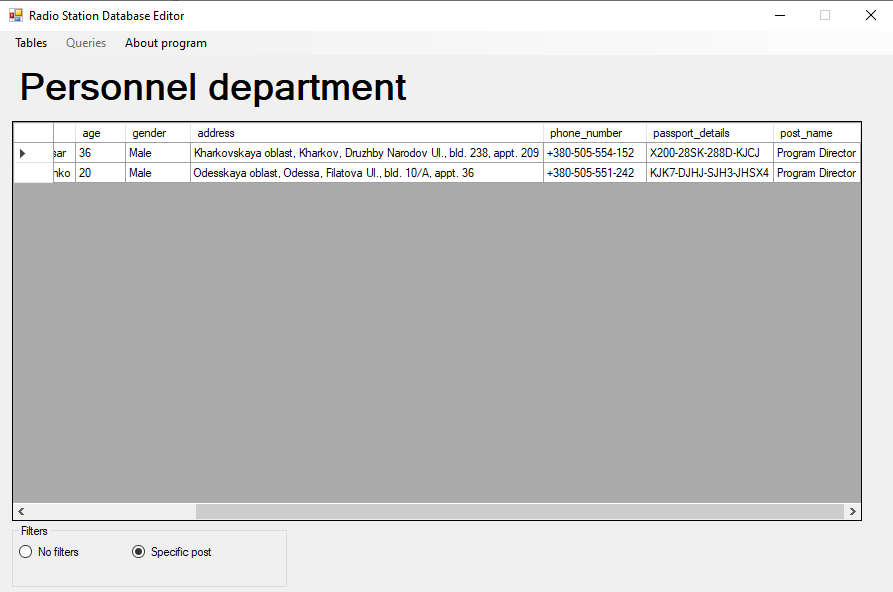 Radio Station Database Editor
Tables Queries About program
Personnel department
age gender address phone_number passport_details post_name
sar 36 Male Kharkovskaya oblast, Kharkov, Druzhby Narodov Ul., bld. 238, appt. 209 +380-505-554-152 X200-28SK-288D-KJCJ Program Director
nko 20 Male Odesskaya oblast, Odessa, Filatova Ul., bld. 10/A, appt. 36 +380-505-551-242 KJK7-DJHJ-SJH3-JHSX4 Program Director
Filters
No filters Specific post